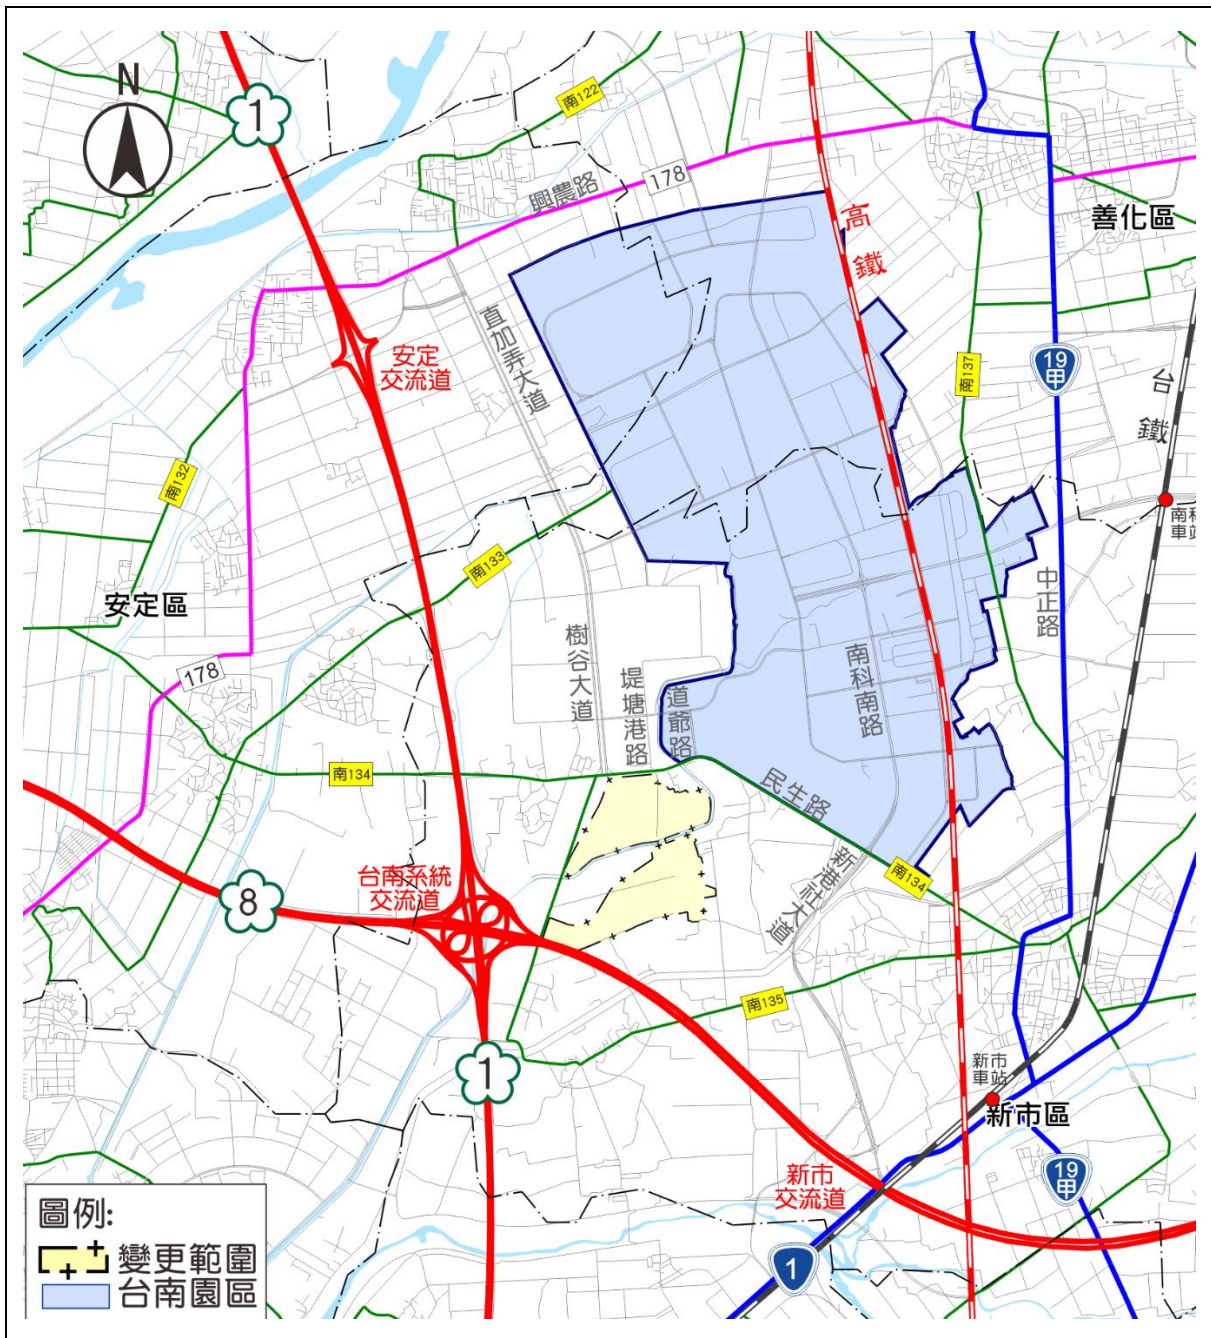 N
1
南122
178
興農路
高鐵
善化區
直加弄大道
安定
交流道
19
甲
南137
台鐵
南132
南科
車站
南133
中正路
安定區
178
樹谷大道
堤塘港路
道爺路
南科南路
南134
民生路
台南系統
交流道
8
新港社大道
南134
南135
1
新市
車站
新市區
新市
交流道
19
甲
1
圖例:
變更範圍
台南園區